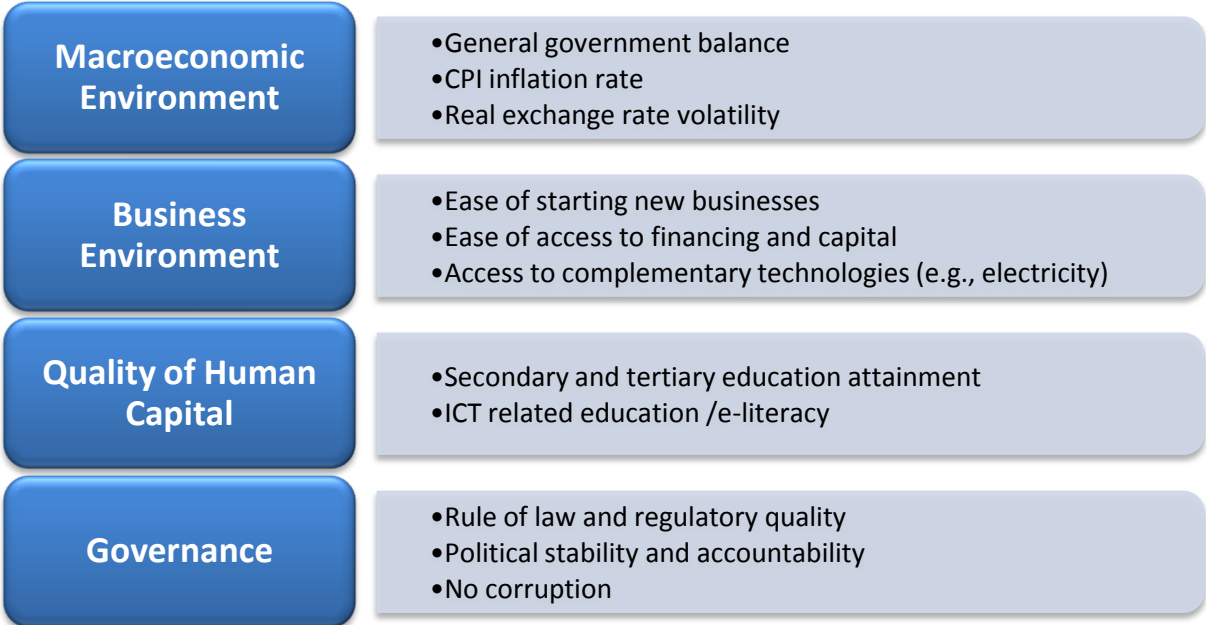 Macroeconomic
Environment
•General government balance
•CPI inflation rate
•Real exchange rate volatility
Business
Environment
•Ease of starting new businesses
•Ease of access to financing and capital
•Access to complementary technologies (e.g., electricity)
Quality of Human
Capital
•Secondary and tertiary education attainment
•ICT related education /e-literacy
Governance
•Rule of law and regulatory quality
•Political stability and accountability
•No corruption